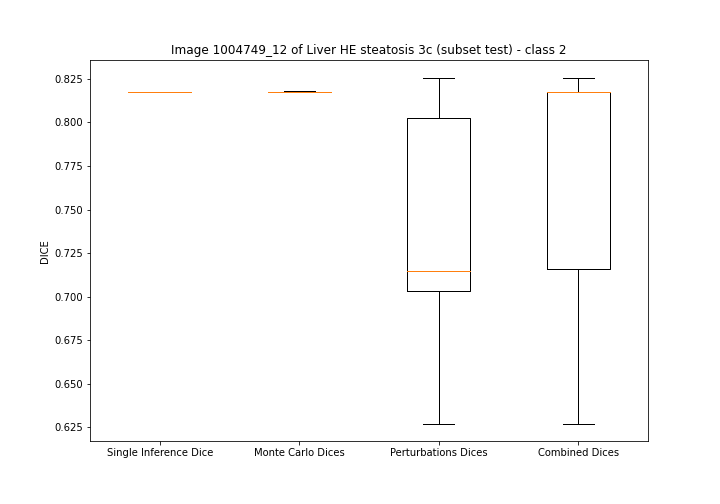 Image 1004749_12 of Liver HE steatosis 3c (subset test) - class 2
DICE
0.825
0.800
0.775
0.750
0.725
0.700
0.675
0.650
0.625
Single Inference Dice
Monte Carlo Dices
Perturbations Dices
Combined Dices